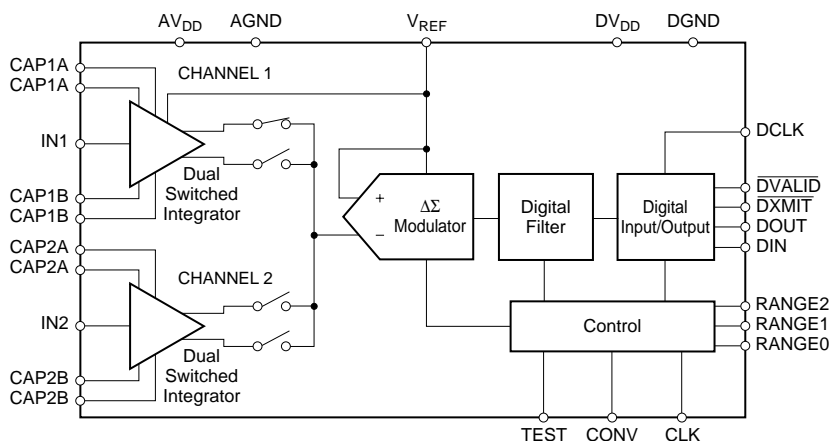 AVDD
AGND
VREF
DVDD
DGND
CAP1A
CAP1A
CHANNEL 1
IN1
Dual
Switched
Integrator
CAP1B
CAP1B
DCLK
+
ΔΣ
Modulator
−
Digital
Filter
Digital
Input/Output
DVALID
DXMIT
DOUT
DIN
CAP2A
CAP2A
CHANNEL 2
IN2
Dual
Switched
Integrator
CAP2B
CAP2B
Control
RANGE2
RANGE1
RANGE0
TEST
CONV
CLK